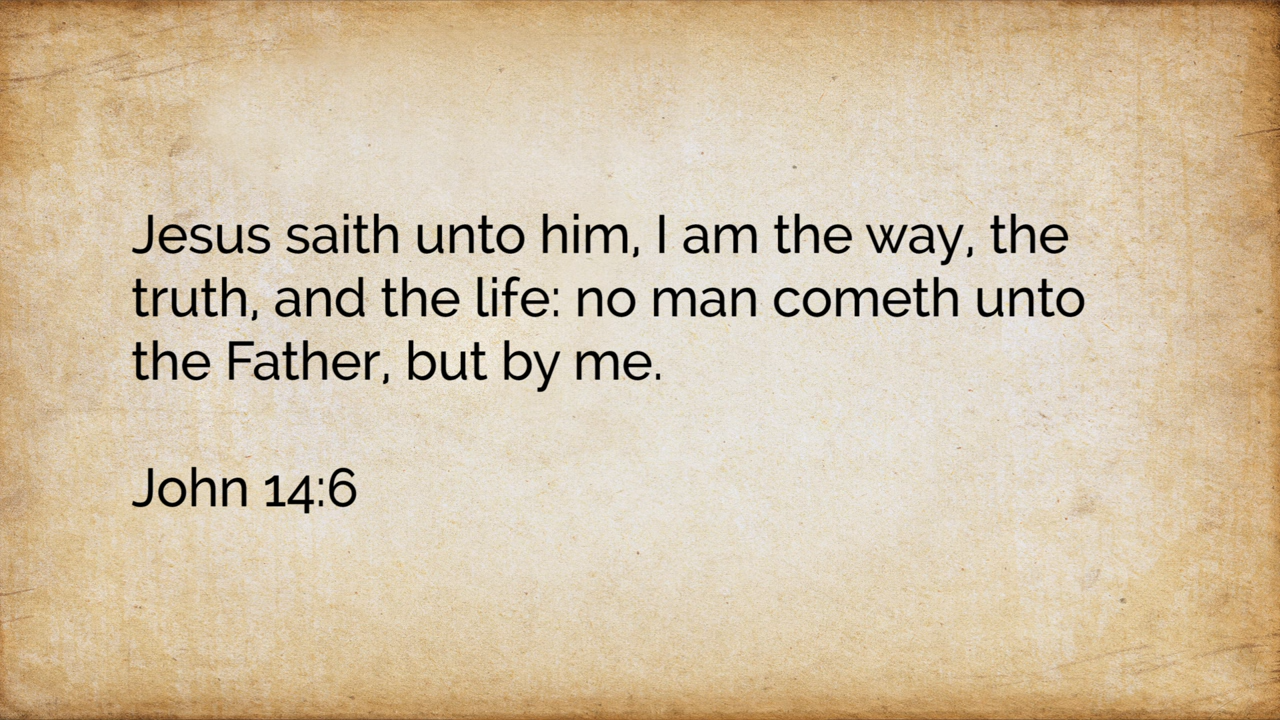 Jesus saith unto him, I am the way, the
truth, and the life: no man cometh unto
the Father, but by me.
John 14:6